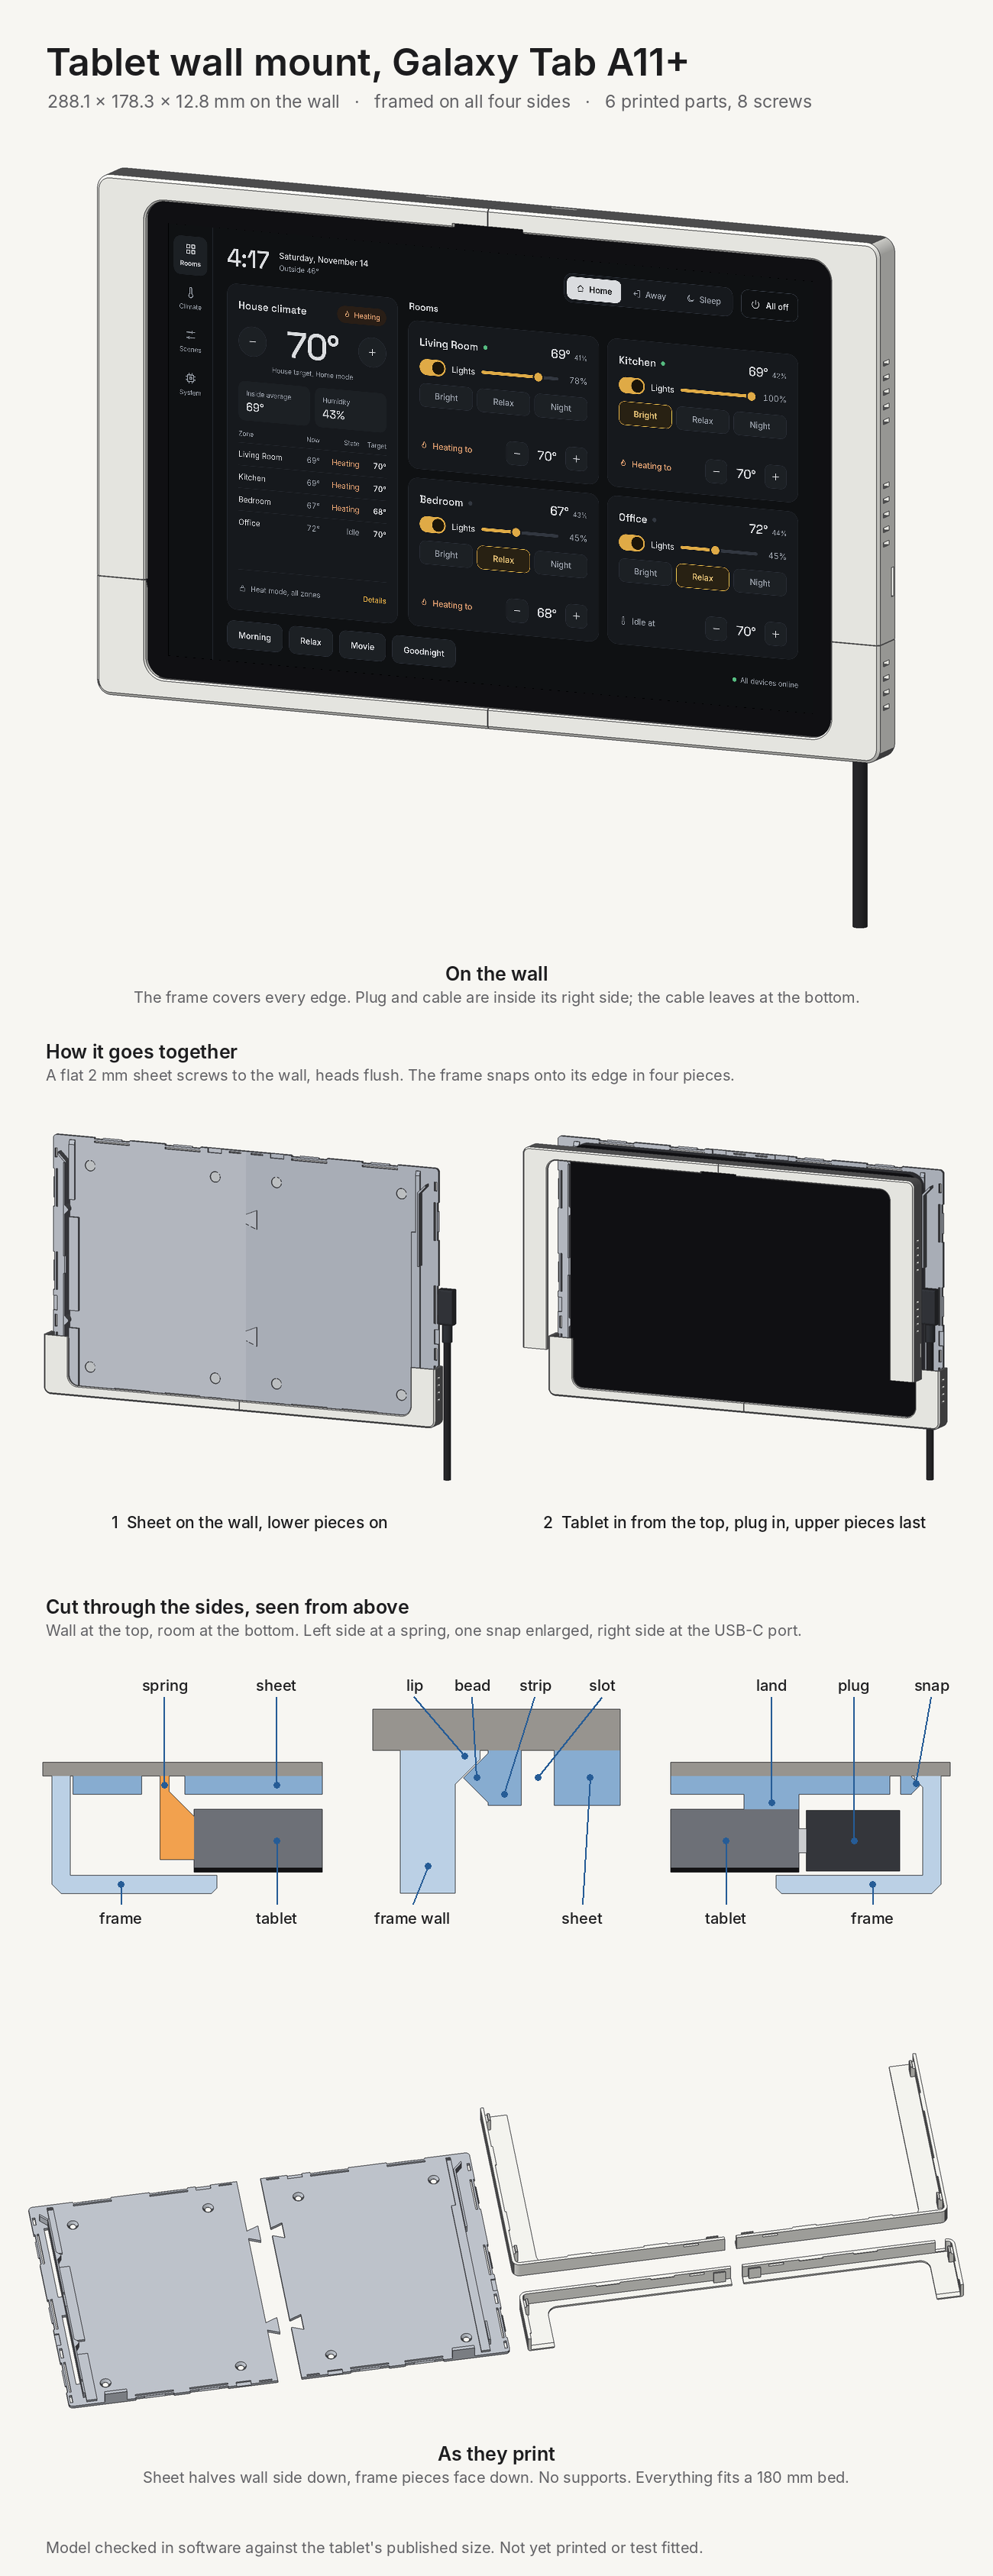 Tablet wall mount, Galaxy Tab A11+
288.1 × 178.3 × 12.8 mm on the wall · framed on all four sides · 6 printed parts, 8 screws
Rooms
Climate
Scenes
System
4:17
Saturday, November 14
Outside 46°
Home
Away
Sleep
All off
House climate
Heating
−
70°
+
House target, Home mode
Inside average
69°
Humidity
43%
Zone Now State Target
Living Room 69° Heating 70°
Kitchen 69° Heating 70°
Bedroom 67° Heating 68°
Office 72° Idle 70°
Heat mode, all zones
Details
Rooms
Living Room
69° 41%
Lights
78%
Bright
Relax
Night
Heating to
−
70°
+
Kitchen
69° 42%
Lights
100%
Bright
Relax
Night
Heating to
−
70°
+
Bedroom
67° 43%
Lights
45%
Bright
Relax
Night
Heating to
−
68°
+
Office
72° 44%
Lights
45%
Bright
Relax
Night
Idle at
−
70°
+
Morning
Relax
Movie
Goodnight
All devices online
On the wall
The frame covers every edge. Plug and cable are inside its right side; the cable leaves at the bottom.
How it goes together
A flat 2 mm sheet screws to the wall, heads flush. The frame snaps onto its edge in four pieces.
1 Sheet on the wall, lower pieces on
2 Tablet in from the top, plug in, upper pieces last
Cut through the sides, seen from above
Wall at the top, room at the bottom. Left side at a spring, one snap enlarged, right side at the USB-C port.
spring
sheet
lip
bead
strip
slot
land
plug
snap
frame
tablet
frame wall
sheet
tablet
frame
As they print
Sheet halves wall side down, frame pieces face down. No supports. Everything fits a 180 mm bed.
Model checked in software against the tablet's published size. Not yet printed or test fitted.